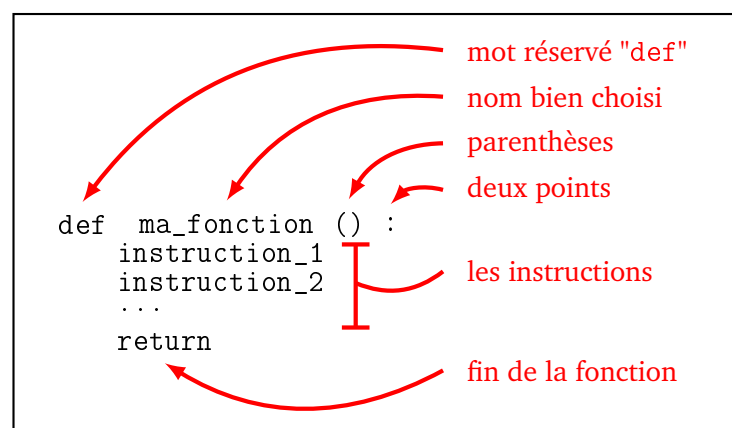 mot réservé "def"
nom bien choisi
parenthèses
deux points
def ma_fonction () :
instruction_1
instruction_2
...
return
les instructions
fin de la fonction